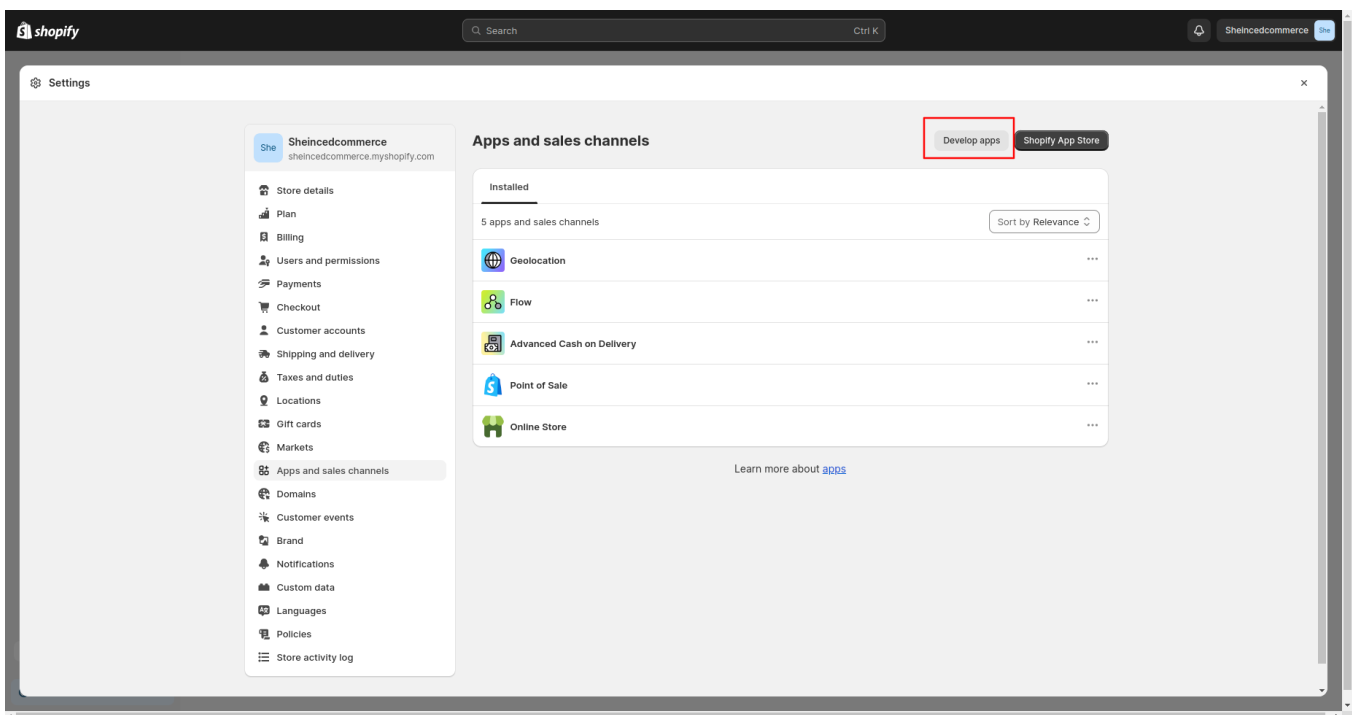 shopify
Search
Ctrl K
Sheincedcommerce
She
Settings
She
Sheincedcommerce
sheincedcommerce.myshopify.com
Store details
Plan
Billing
Users and permissions
Payments
Checkout
Customer accounts
Shipping and delivery
Taxes and duties
Locations
Gift cards
Markets
Apps and sales channels
Domains
Customer events
Brand
Notifications
Custom data
Languages
Policies
Store activity log
Apps and sales channels
Develop apps
Shopify App Store
Installed
5 apps and sales channels
Sort by Relevance
Geolocation
Flow
Advanced Cash on Delivery
Point of Sale
Online Store
Learn more about apps